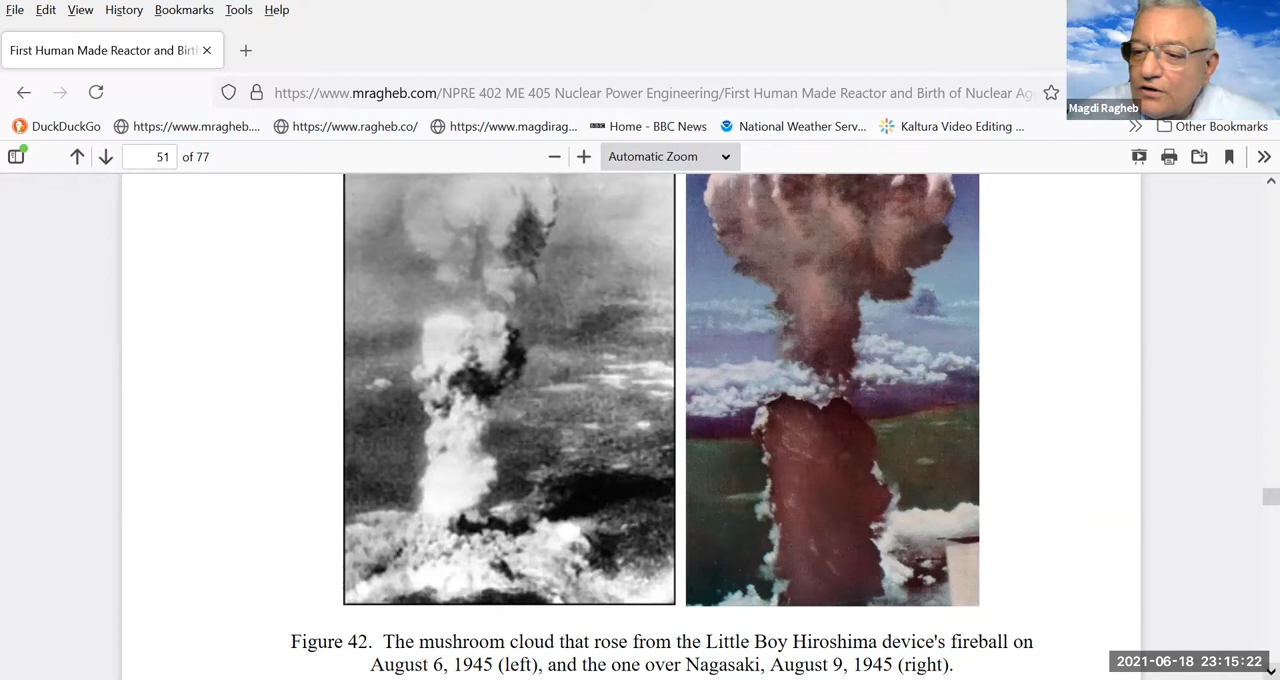 File Edit View History Bookmarks Tools Help
First Human Made Reactor and Birt
https://www.mragheb.com/NPRE 402 ME 405 Nuclear Power Engineering/First Human Made Reactor and Birth of Nuclear Ag
Magdi Ragheb
DuckDuckGo https://www.mragheb.... https://www.ragheb.co/ https://www.magdirag... Home - BBC News National Weather Serv... Kaltura Video Editing ... Other Bookmarks
51 of 77 Automatic Zoom
Figure 42. The mushroom cloud that rose from the Little Boy Hiroshima device's fireball on
August 6, 1945 (left), and the one over Nagasaki, August 9, 1945 (right).
2021-06-18 23:15:22